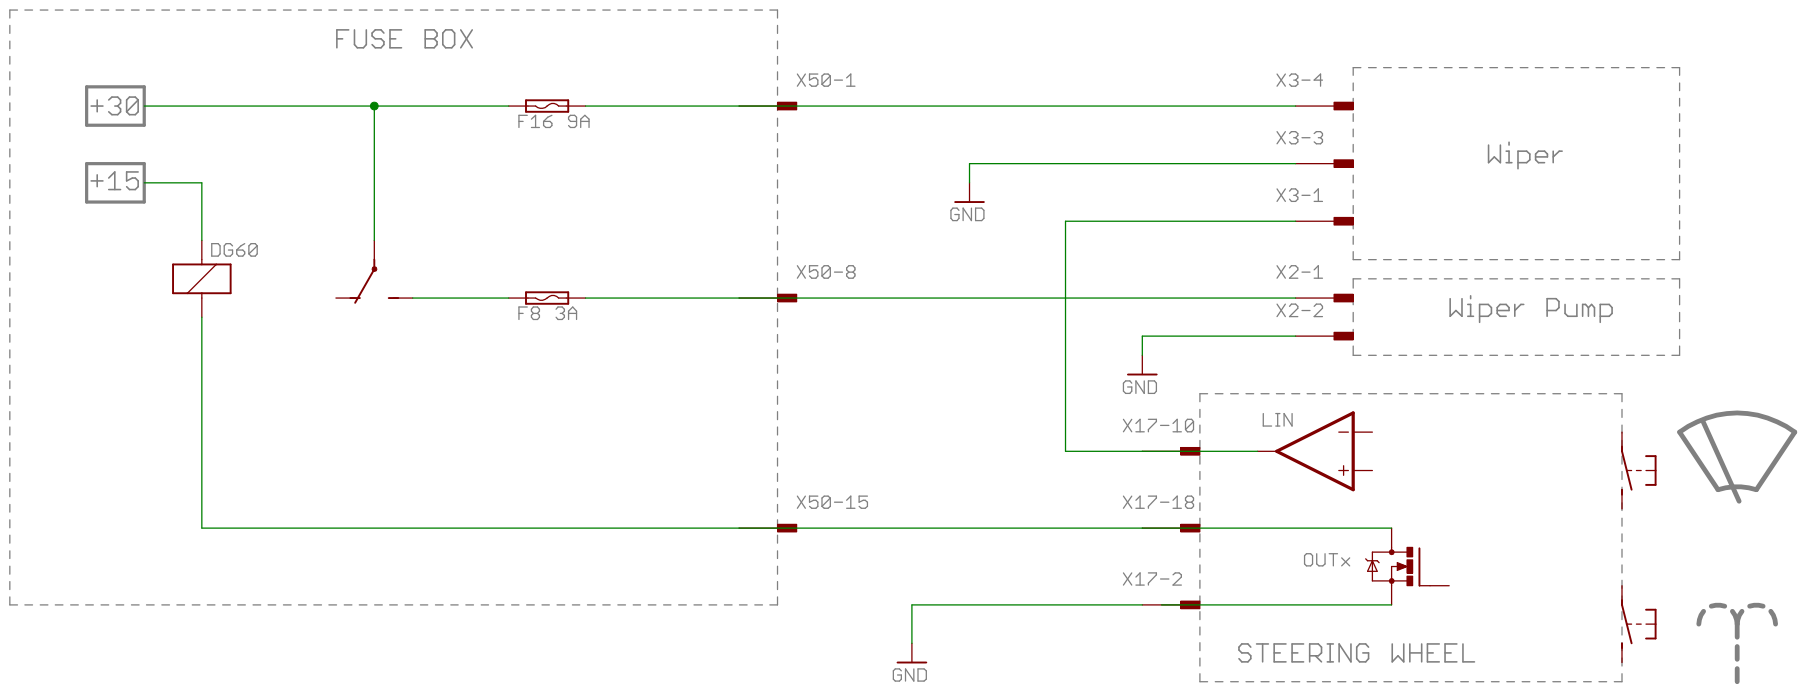 FUSE BOX
X50-1
X3-4
+30
F16 9A
X3-3
Wiper
+15
X3-1
GND
DG60
X50-8
X2-1
F8 3A
X2-2
Wiper Pump
GND
LIN
X17-10
-
+
X50-15
X17-18
OUTx
X17-2
STEERING WHEEL
GND